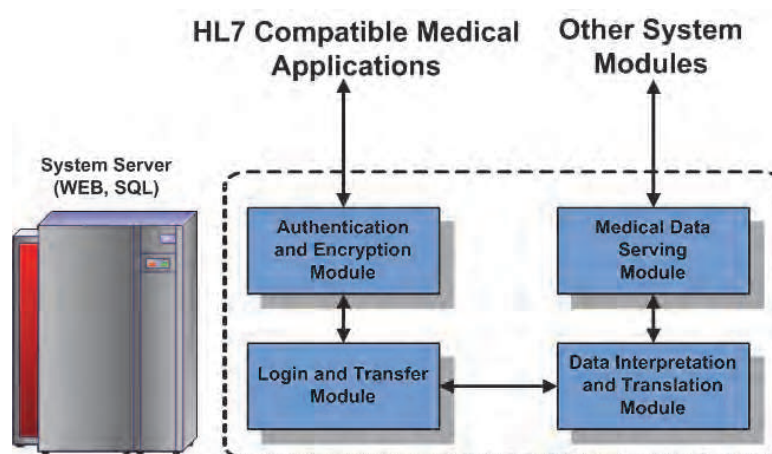 HL7 Compatible Medical
Applications
Other System
Modules
System Server
(WEB, SQL)
Authentication
and Encryption
Module
Medical Data
Serving
Module
Login and Transfer
Module
Data Interpretation
and Translation
Module